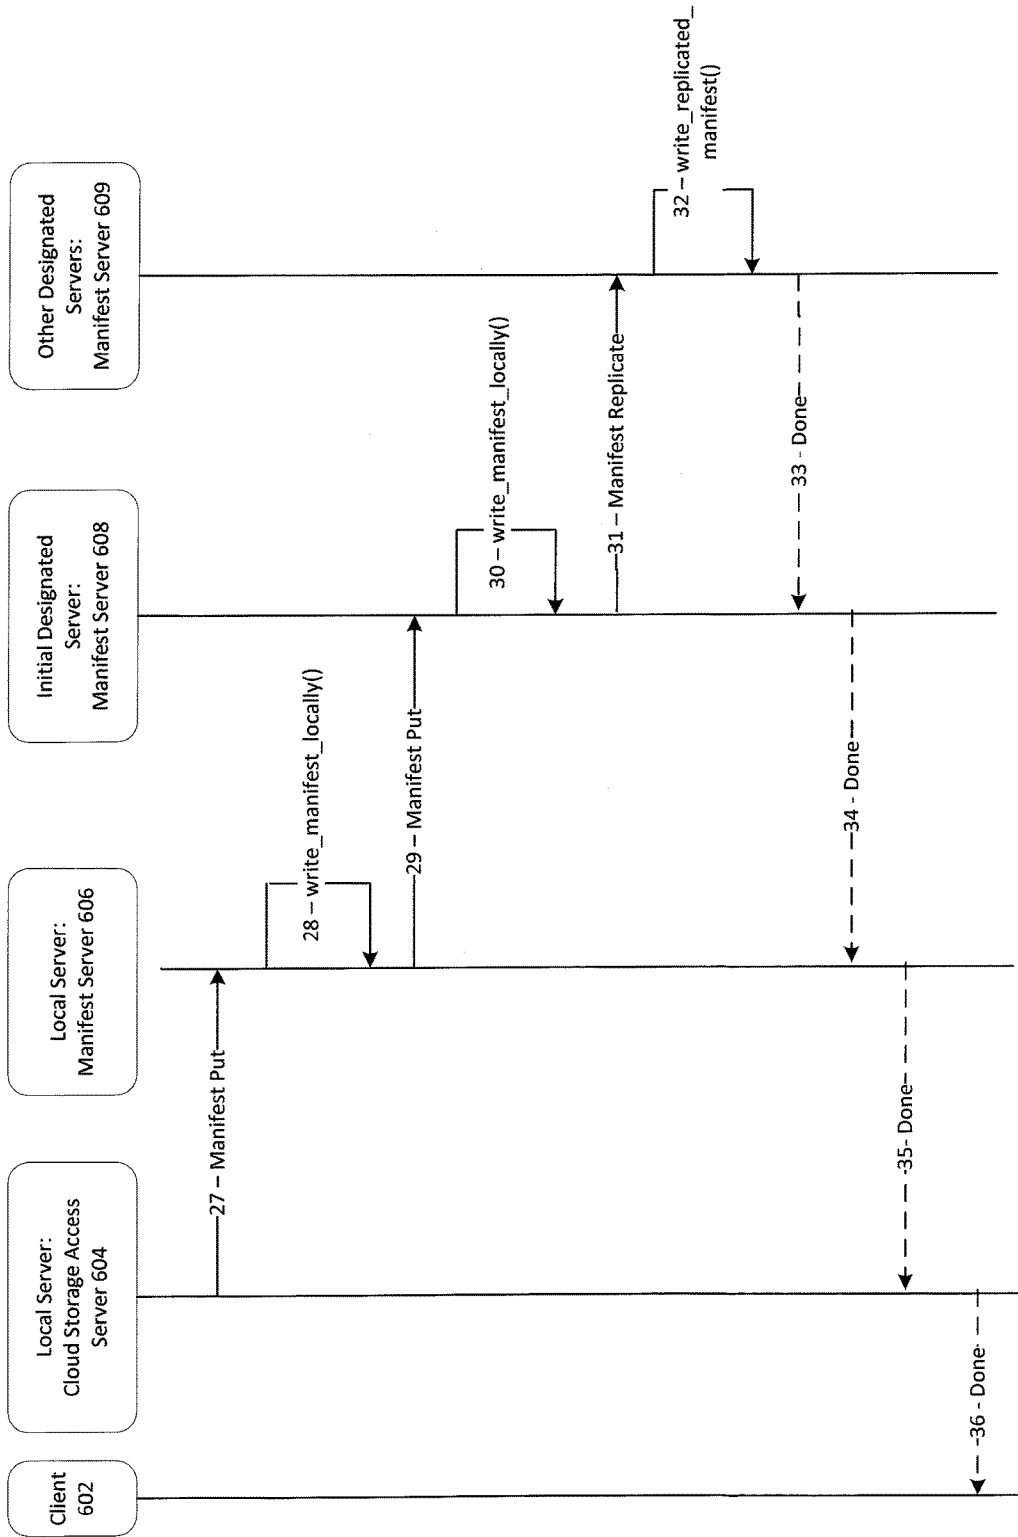 Client
602
Local Server:
Cloud Storage Access
Server 604
Local Server:
Manifest Server 606
Initial Designated
Server:
Manifest Server 608
Other Designated
Servers:
Manifest Server 609
27 – Manifest Put
28 – write_manifest_locally()
29 – Manifest Put
30 – write_manifest_locally()
31 – Manifest Replicate
32 – write_replicated_
manifest()
33 - Done
34 - Done
35- Done
36 - Done